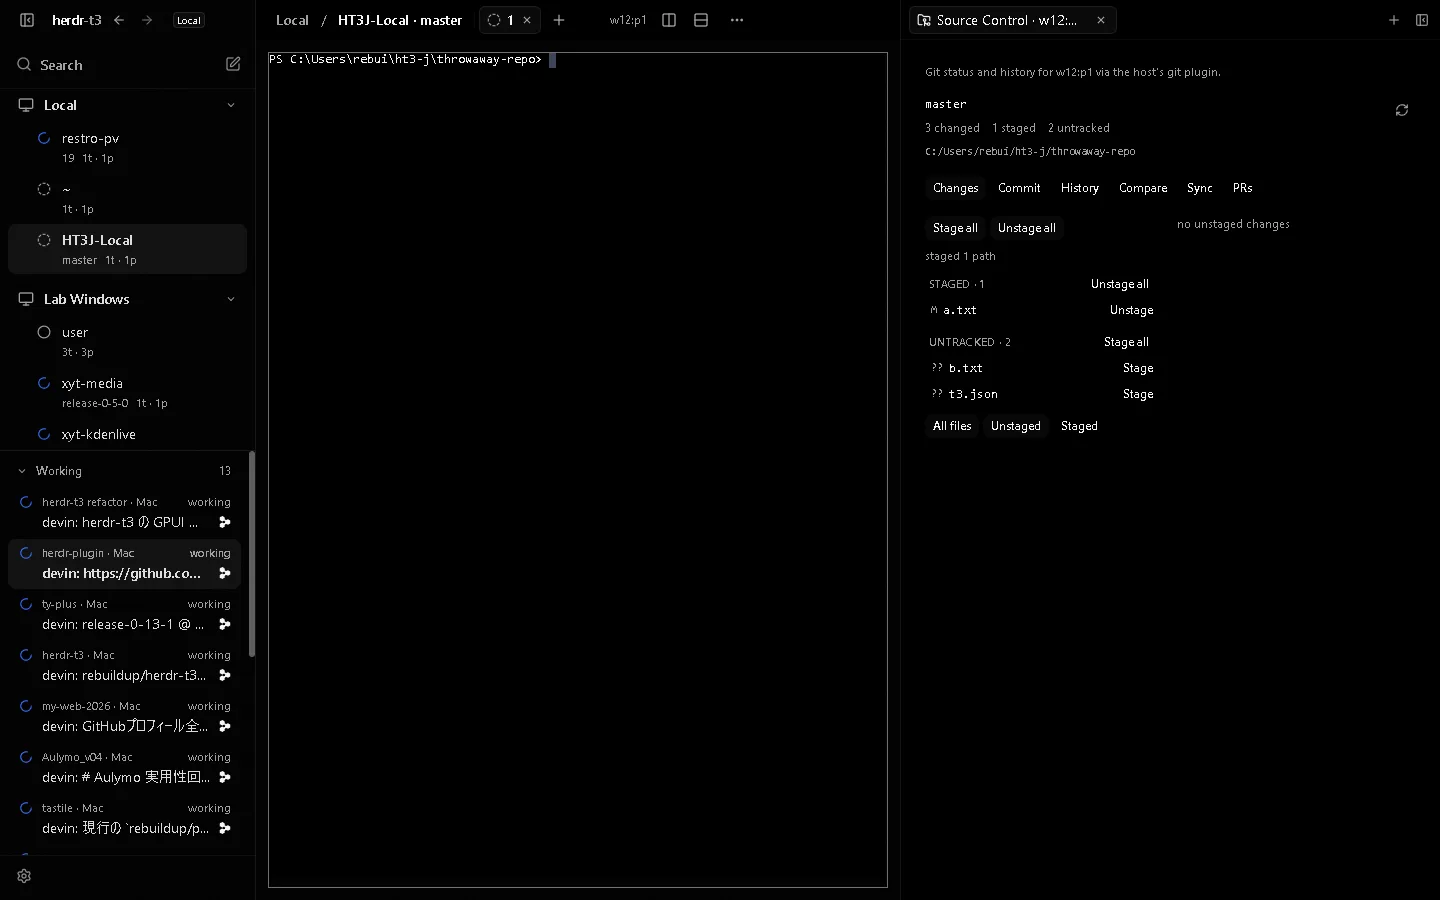 herdr-t3
Local
Search
Local
restro-pv
19 1t · 1p
~
1t · 1p
HT3J-Local
master 1t · 1p
Lab Windows
user
3t · 3p
xyt-media
release-0-5-0 1t · 1p
xyt-kdenlive
Working 13
herdr-t3 refactor · Mac working
devin: herdr-t3 の GPUI ...
herdr-plugin · Mac working
devin: https://github.co...
ty-plus · Mac working
devin: release-0-13-1 @ ...
herdr-t3 · Mac working
devin: rebuildup/herdr-t3...
my-web-2026 · Mac working
devin: GitHubプロフィール全...
Aulymo_v04 · Mac working
devin: # Aulymo 実用性回...
tastile · Mac working
devin: 現行の `rebuildup/p...
Local / HT3J-Local · master
1
w12:p1
PS C:\Users\rebui\ht3-j\throwaway-repo>
Source Control · w12:...
Git status and history for w12:p1 via the host's git plugin.
master
3 changed 1 staged 2 untracked
C:/Users/rebui/ht3-j/throwaway-repo
Changes Commit History Compare Sync PRs
Stage all Unstage all
no unstaged changes
staged 1 path
STAGED · 1 Unstage all
M a.txt Unstage
UNTRACKED · 2 Stage all
?? b.txt Stage
?? t3.json Stage
All files Unstaged Staged